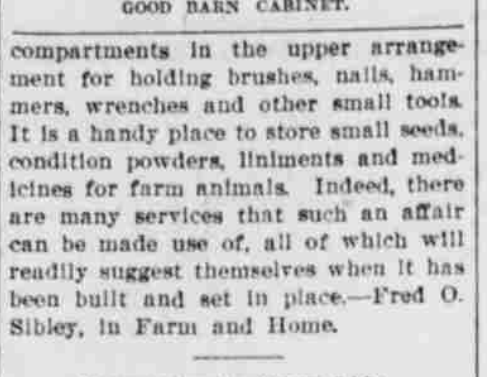 GOOD BARN CABINET.
compartments in the upper arrange-
ment for holding brushes, nails, ham-
mers, wrenches and other small tools.
It is a handy place to store small seeds,
condition powders, liniments and med-
icines for farm animals. Indeed, there
are many services that such an affair
can be made use of, all of which will
readily suggest themselves when it has
been built and set in place.—Fred O.
Sibley, in Farm and Home.